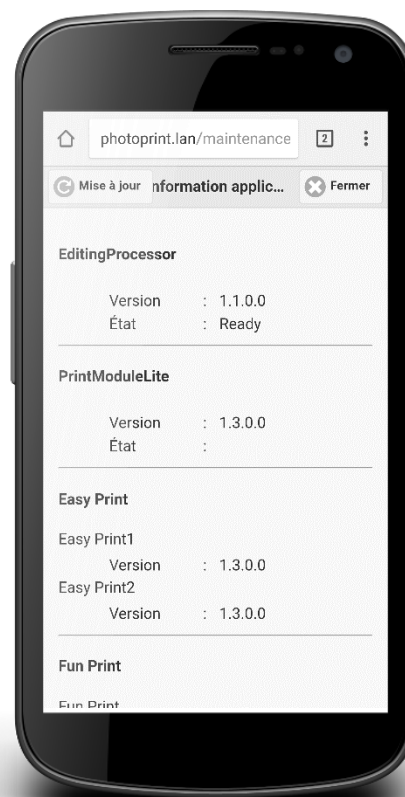 photoprint.lan/maintenance 2
Mise à jour nformation applic... Fermer
EditingProcessor
Version : 1.1.0.0
État : Ready
PrintModuleLite
Version : 1.3.0.0
État :
Easy Print
Easy Print1
Version : 1.3.0.0
Easy Print2
Version : 1.3.0.0
Fun Print
Fun Print